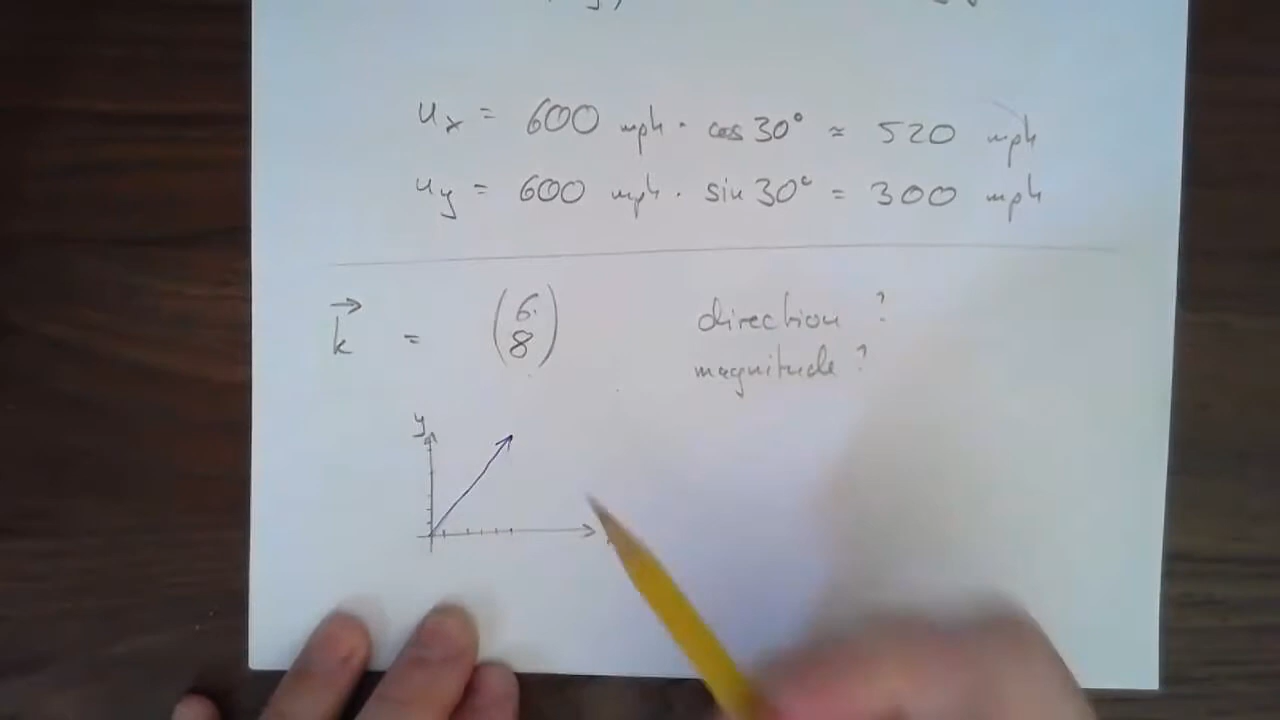 u_x = 600 mph · cos 30° ≈ 520 mph
u_y = 600 mph · sin 30° = 300 mph
k⃗ = (6 8) direction ?
magnitude ?
y